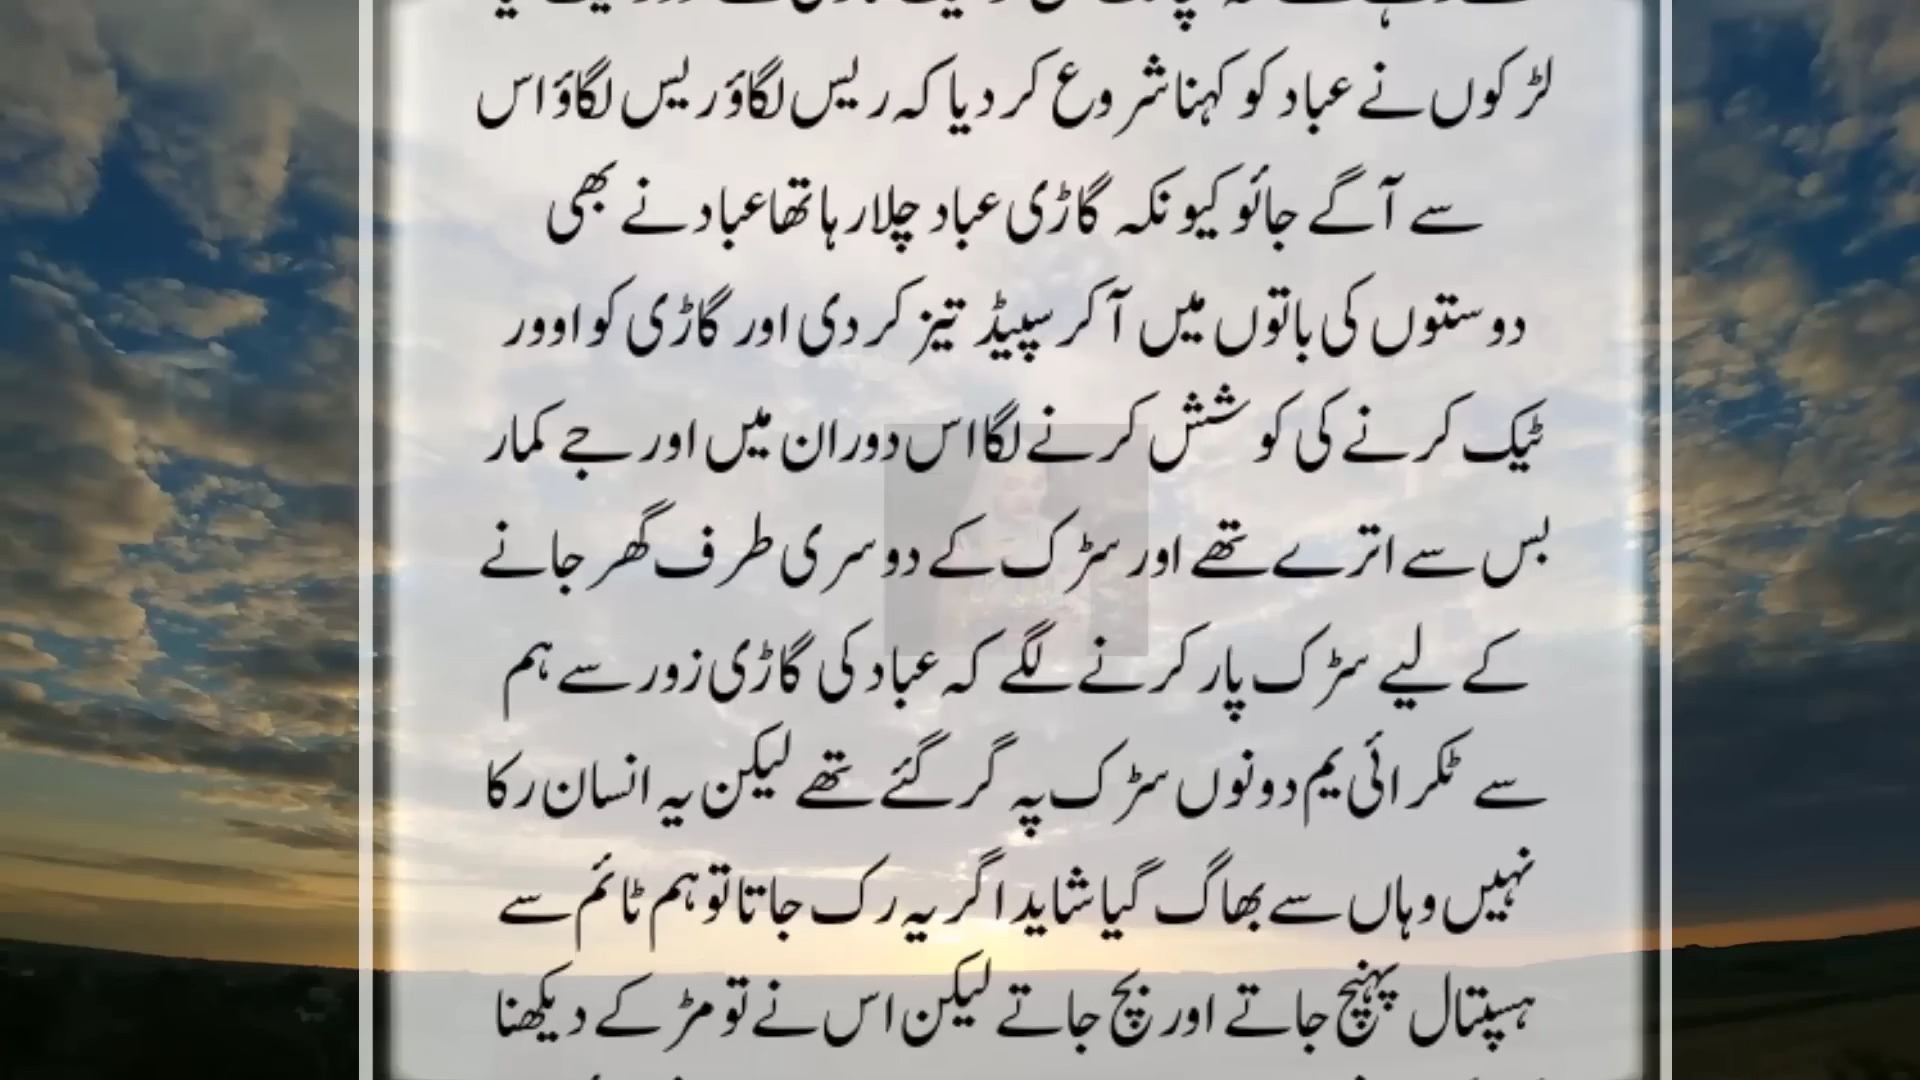 لڑکوں نے عباد کو کہنا شروع کر دیا کہ ریس لگاؤ ریس لگاؤ اس
سے آگے جائو کیونکہ گاڑی عباد چلا رہا تھا عباد نے بھی
دوستوں کی باتوں میں آکر سپیڈ تیز کر دی اور گاڑی کو اوور
ٹیک کرنے کی کوشش کرنے لگا اس دوران میں اور جے کمار
بس سے اترے تھے اور سڑک کے دوسری طرف گھر جانے
کے لیے سڑک پار کرنے لگے کہ عباد کی گاڑی زور سے ہم
سے ٹکرائی یم دونوں سڑک پہ گر گئے تھے لیکن یہ انسان رکا
نہیں وہاں سے بھاگ گیا شاید اگر یہ رک جاتا تو ہم ٹائم سے
ہسپتال پہنچ جاتے اور بچ جاتے لیکن اس نے تو مڑ کے دیکھنا